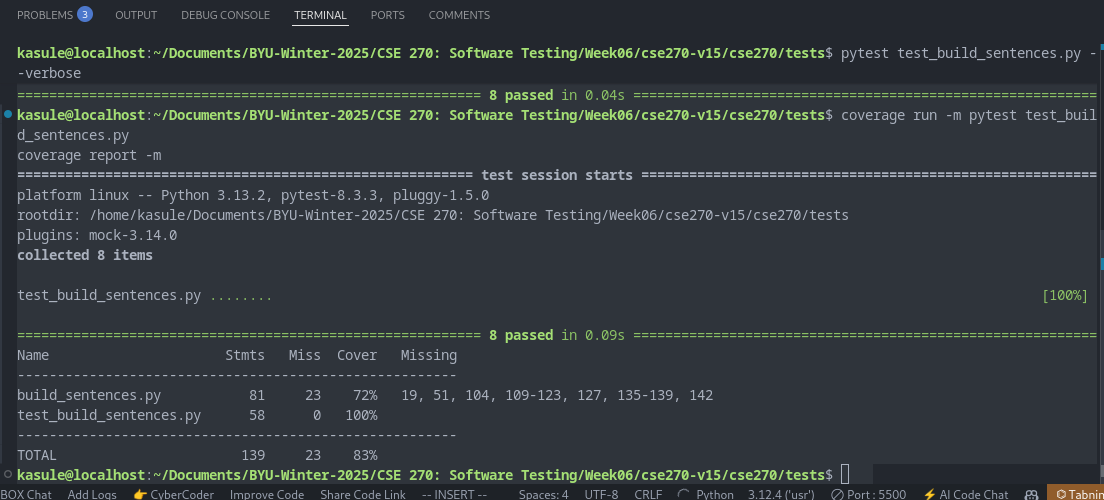 PROBLEMS 3 OUTPUT DEBUG CONSOLE TERMINAL PORTS COMMENTS
kasule@localhost:~/Documents/BYU-Winter-2025/CSE 270: Software Testing/Week06/cse270-v15/cse270/tests$ pytest test_build_sentences.py -
-verbose
========================================================== 8 passed in 0.04s ==========================================================
kasule@localhost:~/Documents/BYU-Winter-2025/CSE 270: Software Testing/Week06/cse270-v15/cse270/tests$ coverage run -m pytest test_buil
d_sentences.py
coverage report -m
========================================================= test session starts =========================================================
platform linux -- Python 3.13.2, pytest-8.3.3, pluggy-1.5.0
rootdir: /home/kasule/Documents/BYU-Winter-2025/CSE 270: Software Testing/Week06/cse270-v15/cse270/tests
plugins: mock-3.14.0
collected 8 items
test_build_sentences.py ........ [100%]
========================================================== 8 passed in 0.09s ==========================================================
Name Stmts Miss Cover Missing
-------------------------------------------------------
build_sentences.py 81 23 72% 19, 51, 104, 109-123, 127, 135-139, 142
test_build_sentences.py 58 0 100%
-------------------------------------------------------
TOTAL 139 23 83%
kasule@localhost:~/Documents/BYU-Winter-2025/CSE 270: Software Testing/Week06/cse270-v15/cse270/tests$
BOX Chat Add Logs 👉 CyberCoder Improve Code Share Code Link -- INSERT -- Spaces: 4 UTF-8 CRLF Python 3.12.4 ('usr') Port : 5500 ⚡ AI Code Chat Tabnin